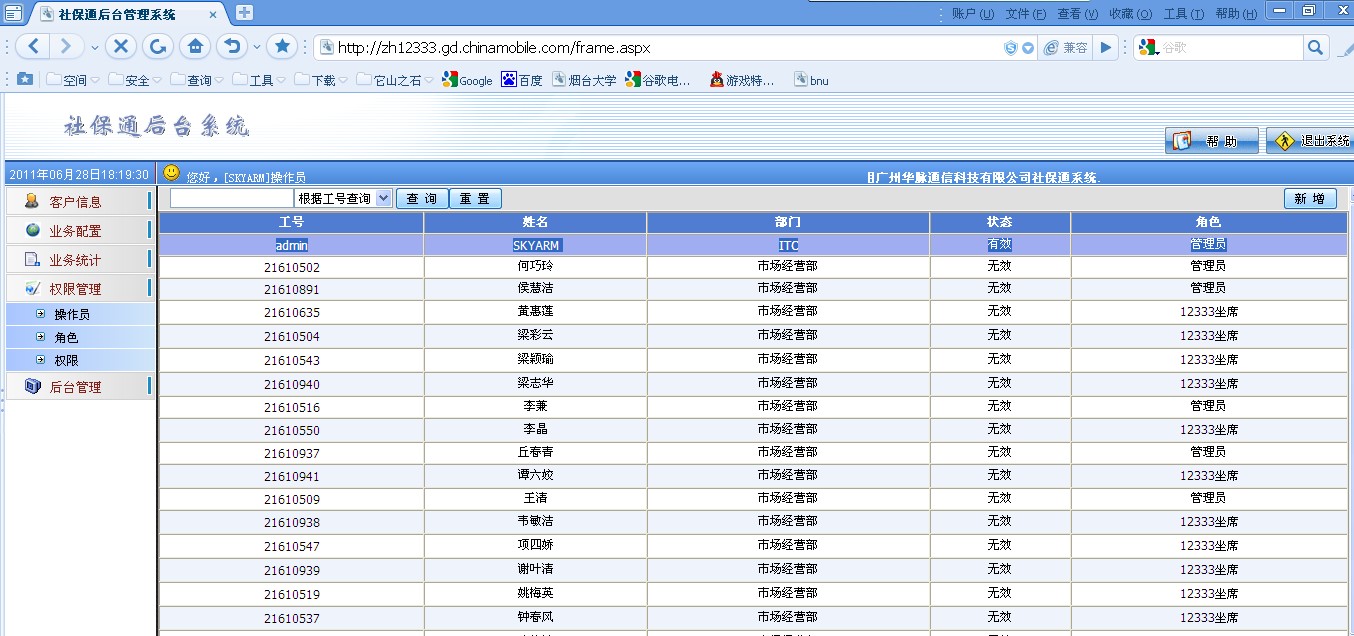 社保通后台管理系统
账户(U) 文件(F) 查看(V) 收藏(O) 工具(T) 帮助(H)
http://zh12333.gd.chinamobile.com/frame.aspx 兼容 谷歌
空间 安全 查询 工具 下载 它山之石 Google 百度 烟台大学 谷歌电... 游戏特... bnu
社保通后台系统
帮 助 退出系统
2011年06月28日18:19:30 您好，[SKYARM]操作员 广州华脉通信科技有限公司社保通系统.
客户信息
业务配置
业务统计
权限管理
操作员
角色
权限
后台管理
根据工号查询 查 询 重 置 新 增
工号 姓名 部门 状态 角色
admin SKYARM ITC 有效 管理员
21610502 何巧玲 市场经营部 无效 管理员
21610891 侯慧洁 市场经营部 无效 管理员
21610635 黄惠莲 市场经营部 无效 12333坐席
21610504 梁彩云 市场经营部 无效 12333坐席
21610543 梁颖瑜 市场经营部 无效 12333坐席
21610940 梁志华 市场经营部 无效 12333坐席
21610516 李兼 市场经营部 无效 管理员
21610550 李晶 市场经营部 无效 12333坐席
21610937 丘春青 市场经营部 无效 管理员
21610941 谭六姣 市场经营部 无效 12333坐席
21610509 王清 市场经营部 无效 管理员
21610938 韦敏洁 市场经营部 无效 12333坐席
21610547 项四娇 市场经营部 无效 12333坐席
21610939 谢叶清 市场经营部 无效 12333坐席
21610519 姚梅英 市场经营部 无效 12333坐席
21610537 钟春风 市场经营部 无效 12333坐席